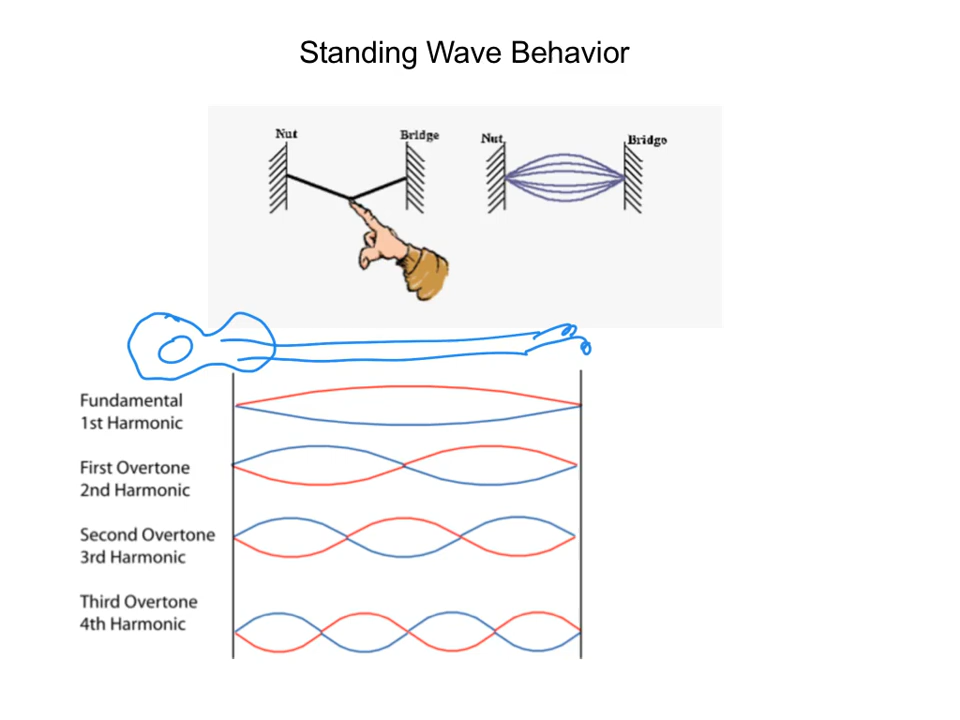 Standing Wave Behavior
Nut
Bridge
Nut
Bridge
Fundamental
1st Harmonic
First Overtone
2nd Harmonic
Second Overtone
3rd Harmonic
Third Overtone
4th Harmonic